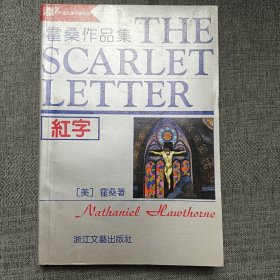 霍桑作品集 THE
SCARLET
LETTER
紅字
［美］ 霍桑著
Nathaniel Hawthorne
浙江文艺出版社